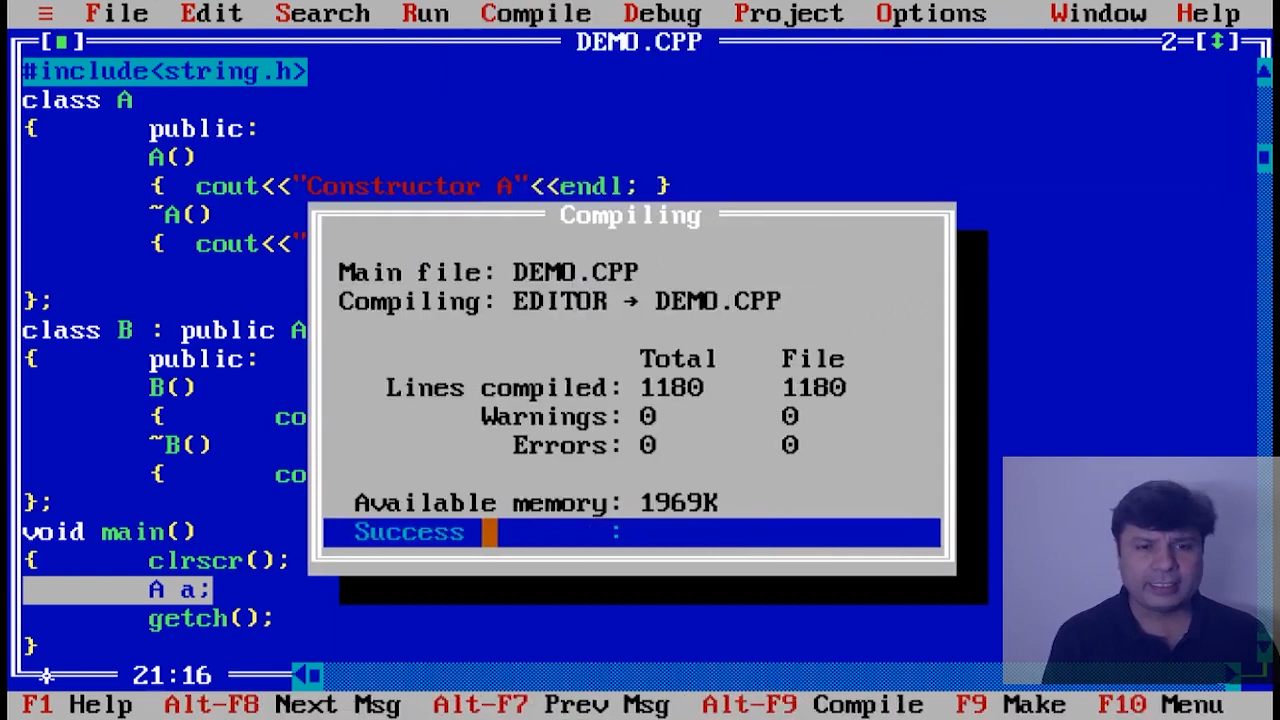 ≡ File Edit Search Run Compile Debug Project Options Window Help
[■] DEMO.CPP 2=[↕]
#include<string.h>
class A
{ public:
A()
{ cout<<"Constructor A"<<endl; }
~A()
{ cout<<"
};
class B : public A
{ public:
B()
{ co
~B()
{ co
};
void main()
{ clrscr();
A a;
getch();
}
Compiling
Main file: DEMO.CPP
Compiling: EDITOR → DEMO.CPP
Total File
Lines compiled: 1180 1180
Warnings: 0 0
Errors: 0 0
Available memory: 1969K
Success :
21:16
F1 Help Alt-F8 Next Msg Alt-F7 Prev Msg Alt-F9 Compile F9 Make F10 Menu